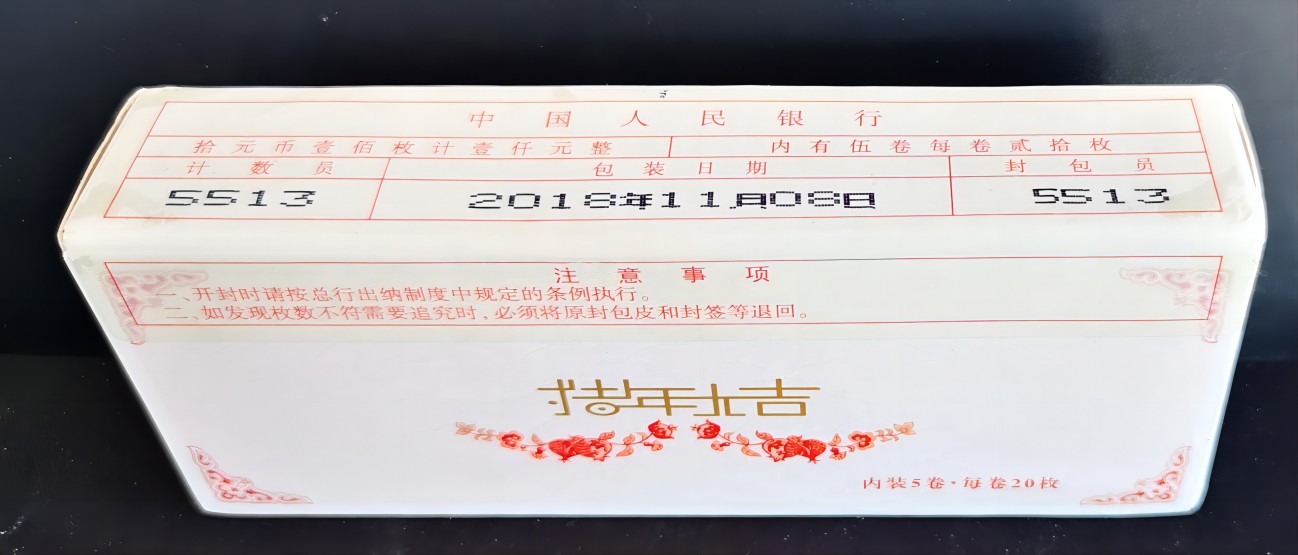 中国人民银行
拾元币壹佰枚计壹仟元整 内有伍卷每卷贰拾枚
计数员 包装日期 封包员
5513 2018年11月08日 5513
注意事项
一、开封时请按总行出纳制度中规定的条例执行。
二、如发现枚数不符需要追究时，必须将原封包皮和封签等退回。
猪年大吉
内装5卷·每卷20枚